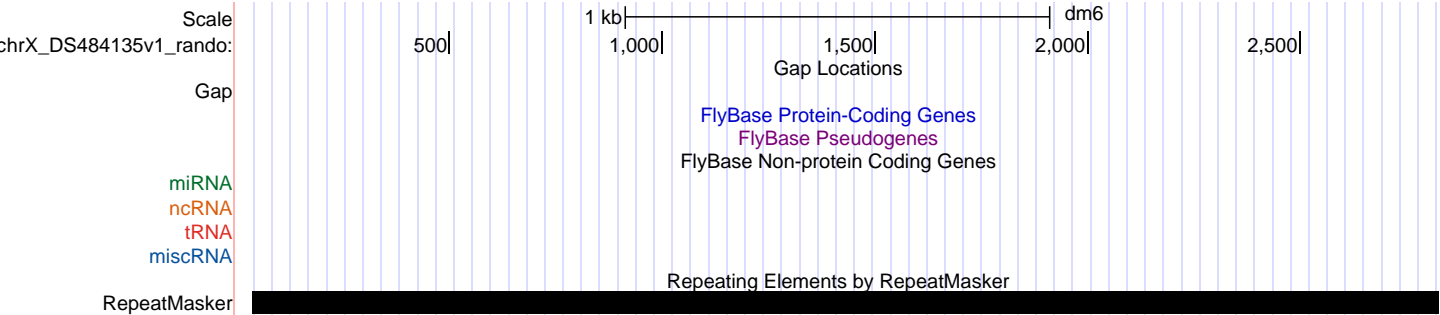 Scale 1 kb dm6
chrX_DS484135v1_rando: 500 1,000 1,500 2,000 2,500
Gap Locations
Gap
FlyBase Protein-Coding Genes
FlyBase Pseudogenes
FlyBase Non-protein Coding Genes
miRNA
ncRNA
tRNA
miscRNA
Repeating Elements by RepeatMasker
RepeatMasker